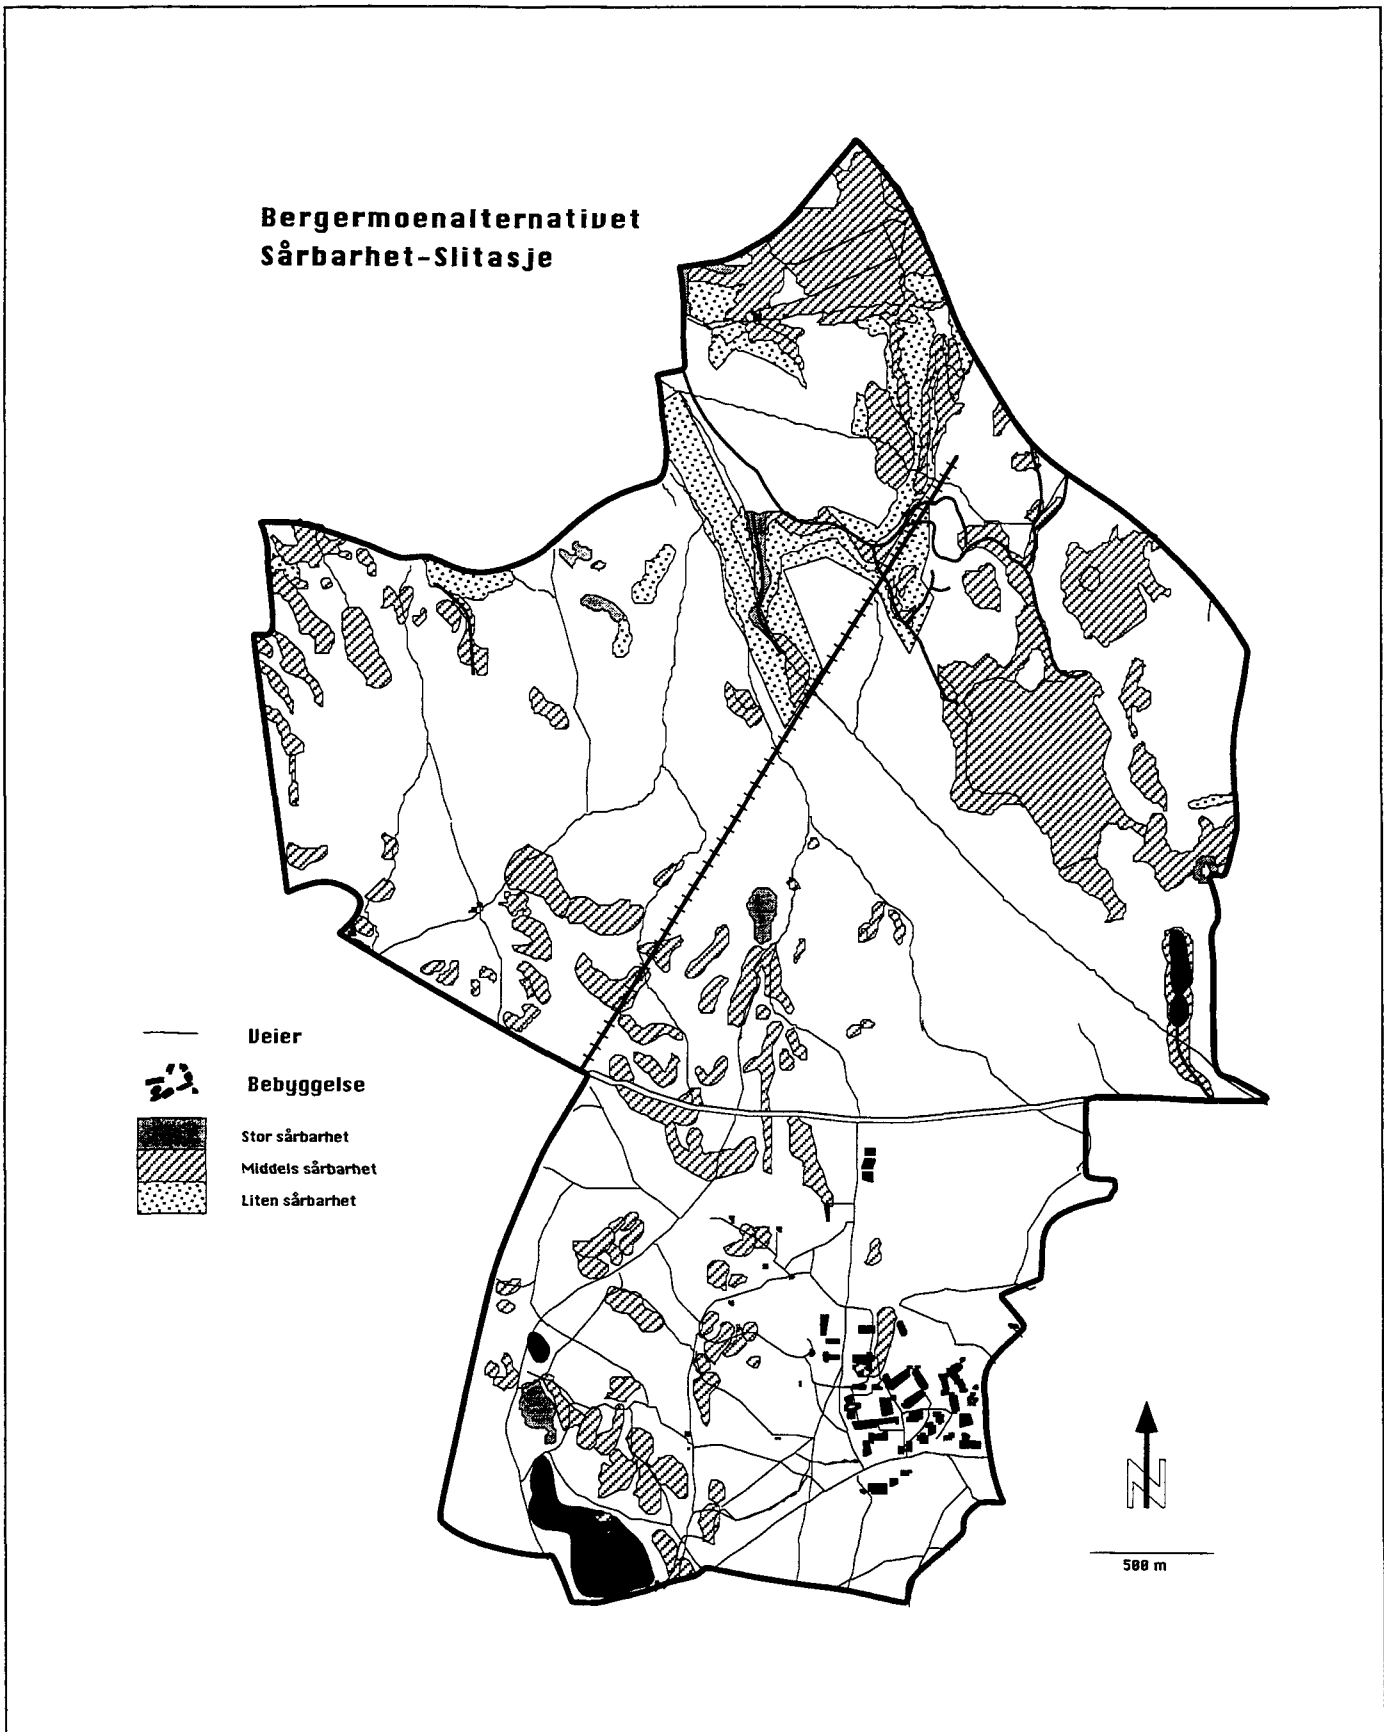 Bergermoenalternativet
Sårbarhet-Slitasje
Veier
Bebyggelse
Stor sårbarhet
Middels sårbarhet
Liten sårbarhet
N
500 m